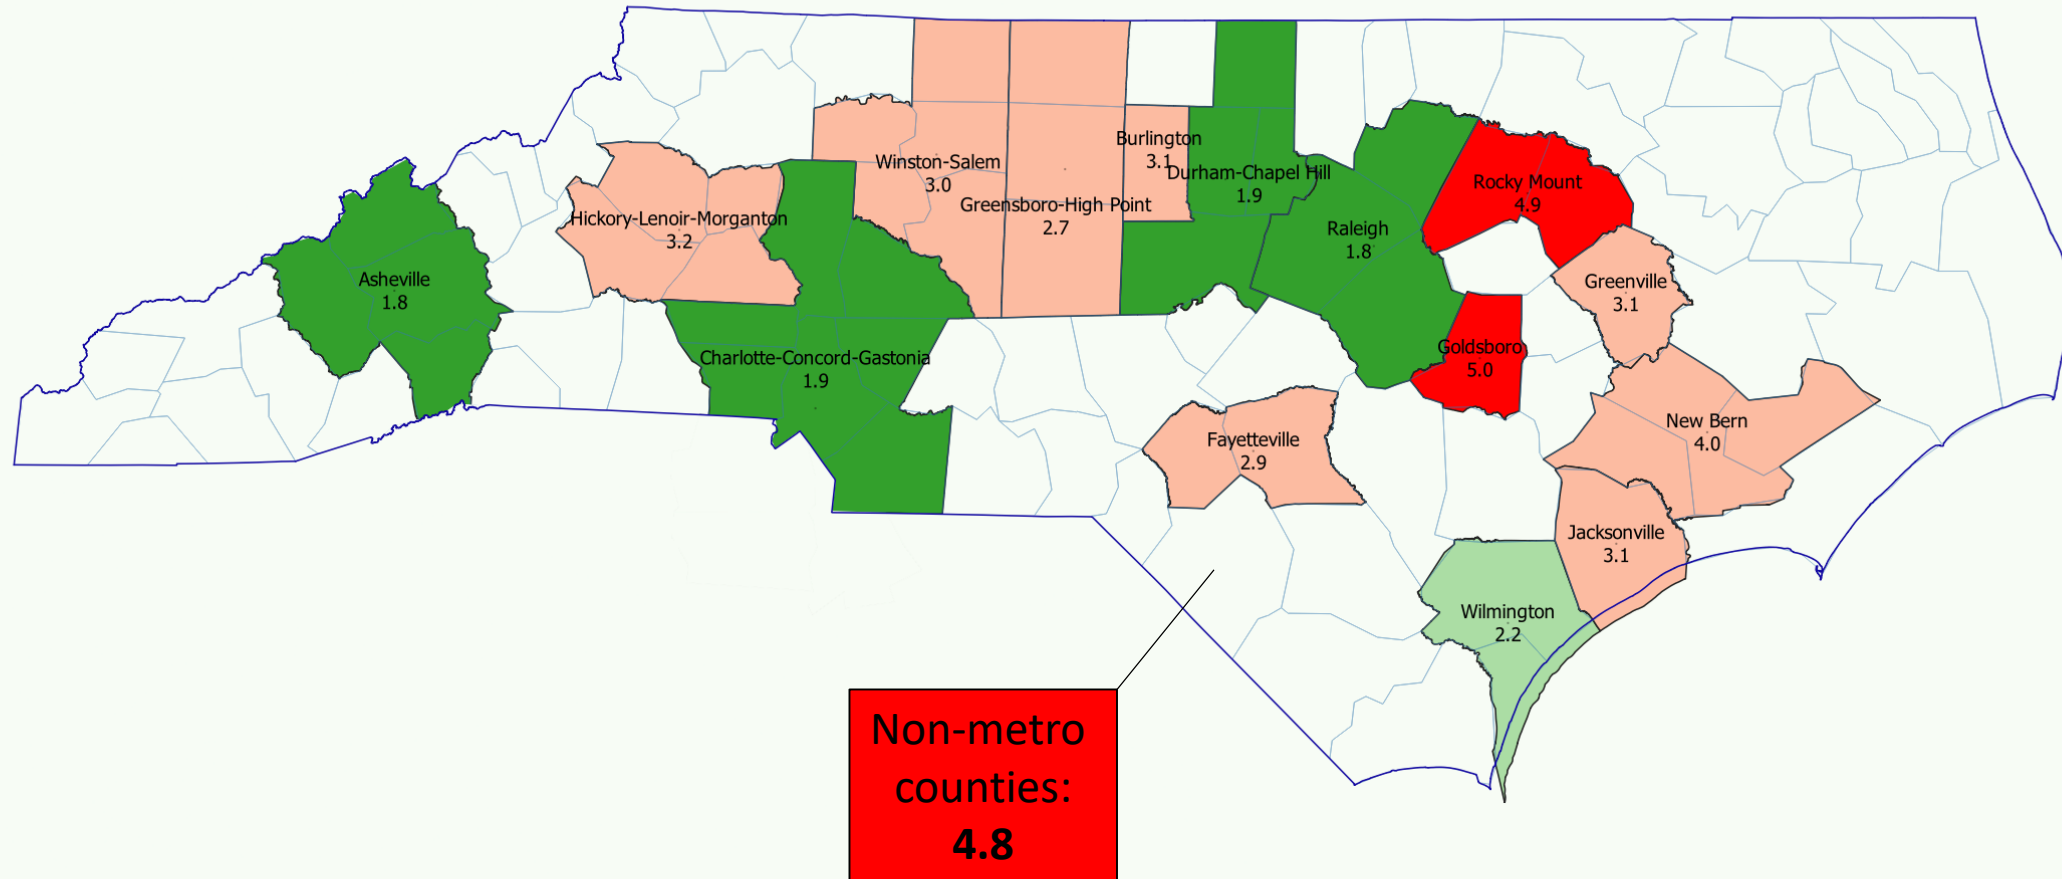 Burlington
3.1
Winston-Salem
3.0
Durham-Chapel Hill
1.9
Rocky Mount
4.9
Hickory-Lenoir-Morganton
3.2
Greensboro-High Point
2.7
Raleigh
1.8
Asheville
1.8
Greenville
3.1
Charlotte-Concord-Gastonia
1.9
Goldsboro
5.0
New Bern
4.0
Fayetteville
2.9
Jacksonville
3.1
Wilmington
2.2
Non-metro
counties:
4.8